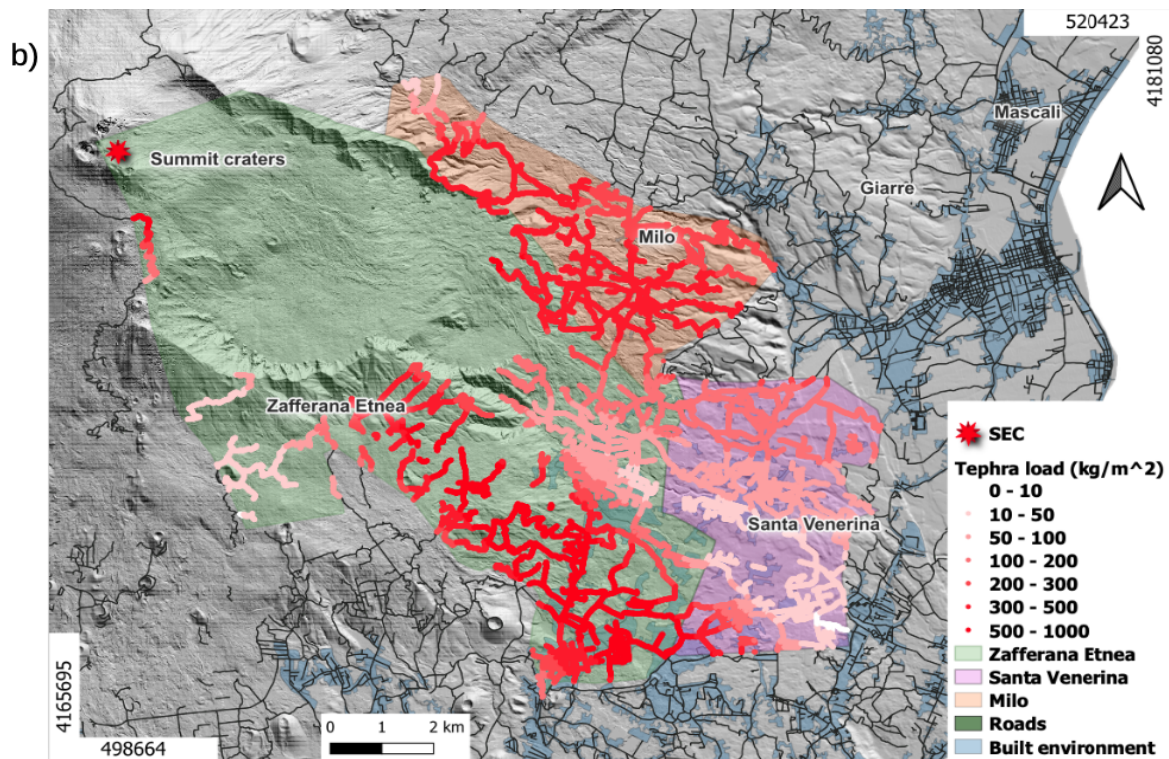 b)
520423
4181080
Mascali
Summit craters
Giarre
Milo
Zafferana Etnea
Santa Venerina
SEC
Tephra load (kg/m^2)
0 - 10
10 - 50
50 - 100
100 - 200
200 - 300
300 - 500
500 - 1000
Zafferana Etnea
Santa Venerina
Milo
Roads
Built environment
4165695
498664
0 1 2 km